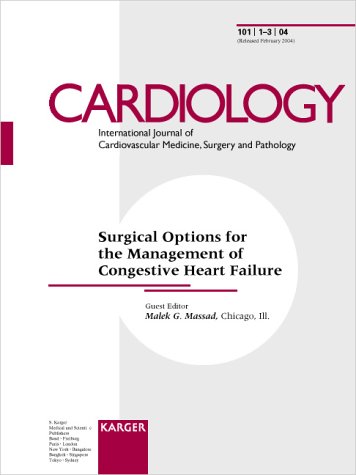 101 | 1–3 | 04
(Released February 2004)
CARDIOLOGY
International Journal of
Cardiovascular Medicine, Surgery and Pathology
Surgical Options for
the Management of
Congestive Heart Failure
Guest Editor
Malek G. Massad, Chicago, Ill.
S. Karger
Medical and Scienti c
Publishers
Basel · Freiburg
Paris · London
New York · Bangalore
Bangkok · Singapore
Tokyo · Sydney
KARGER